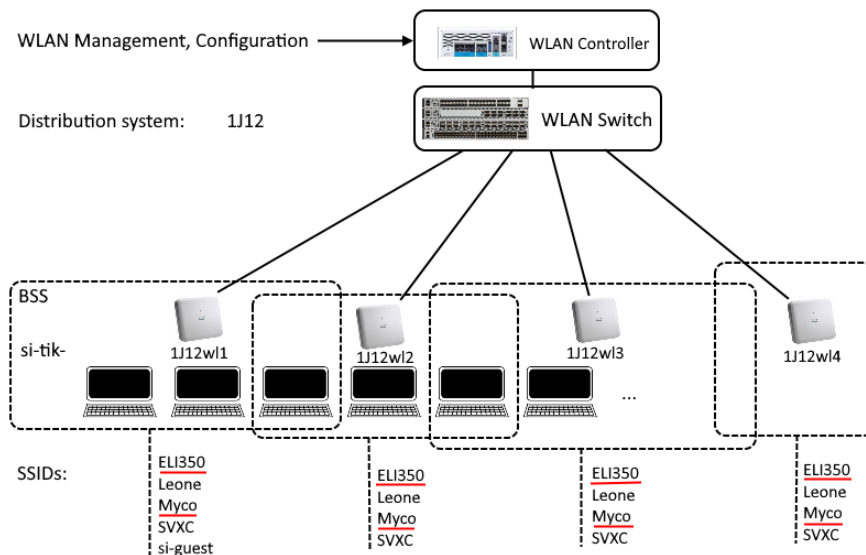 WLAN Management, Configuration
WLAN Controller
Distribution system: 1J12
WLAN Switch
BSS
si-tik-
1J12wl1
1J12wl2
1J12wl3
1J12wl4
...
SSIDs:
ELI350
Leone
Myco
SVXC
si-guest
ELI350
Leone
Myco
SVXC
ELI350
Leone
Myco
SVXC
ELI350
Leone
Myco
SVXC